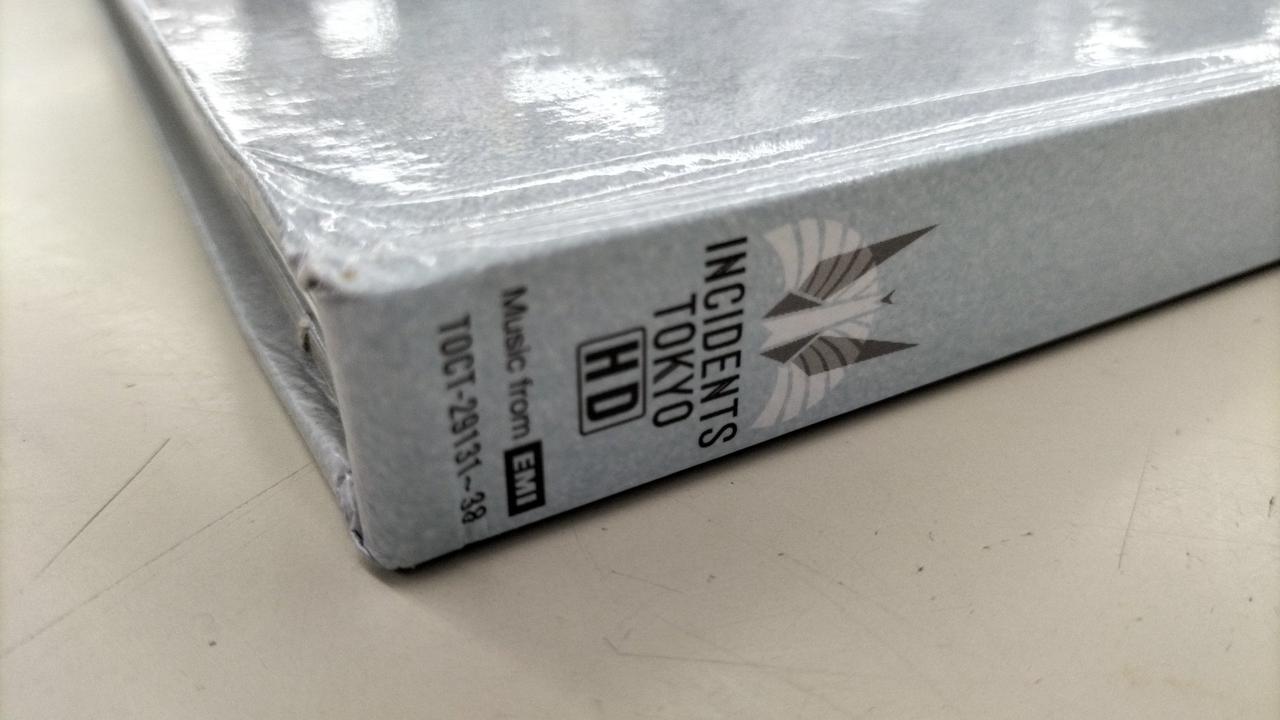 INCIDENTS
TOKYO
HD
Music from EMI
TOCT-29131~38